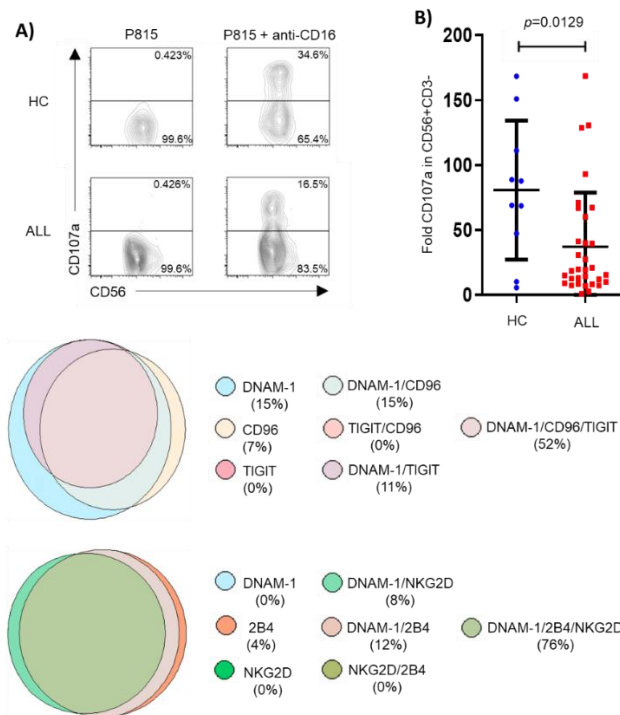 A)
P815
P815 + anti-CD16
HC
0.423%
99.6%
34.6%
65.4%
ALL
0.426%
99.6%
16.5%
83.5%
CD107a
CD56
B)
p=0.0129
Fold CD107a in CD56+CD3-
200
150
100
50
0
HC
ALL
DNAM-1
(15%)
DNAM-1/CD96
(15%)
CD96
(7%)
TIGIT/CD96
(0%)
DNAM-1/CD96/TIGIT
(52%)
TIGIT
(0%)
DNAM-1/TIGIT
(11%)
DNAM-1
(0%)
DNAM-1/NKG2D
(8%)
2B4
(4%)
DNAM-1/2B4
(12%)
DNAM-1/2B4/NKG2D
(76%)
NKG2D
(0%)
NKG2D/2B4
(0%)